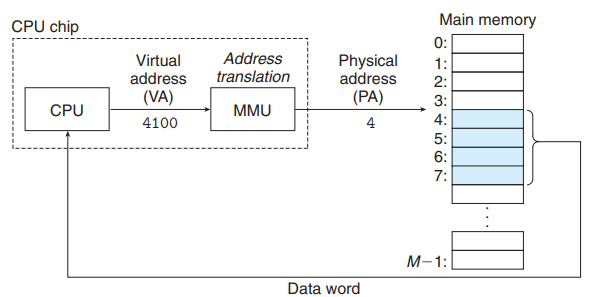 CPU chip
Main memory
Virtual
address
(VA)
Address
translation
Physical
address
(PA)
CPU
4100
MMU
4
0:
1:
2:
3:
4:
5:
6:
7:
.
.
.
M−1:
Data word